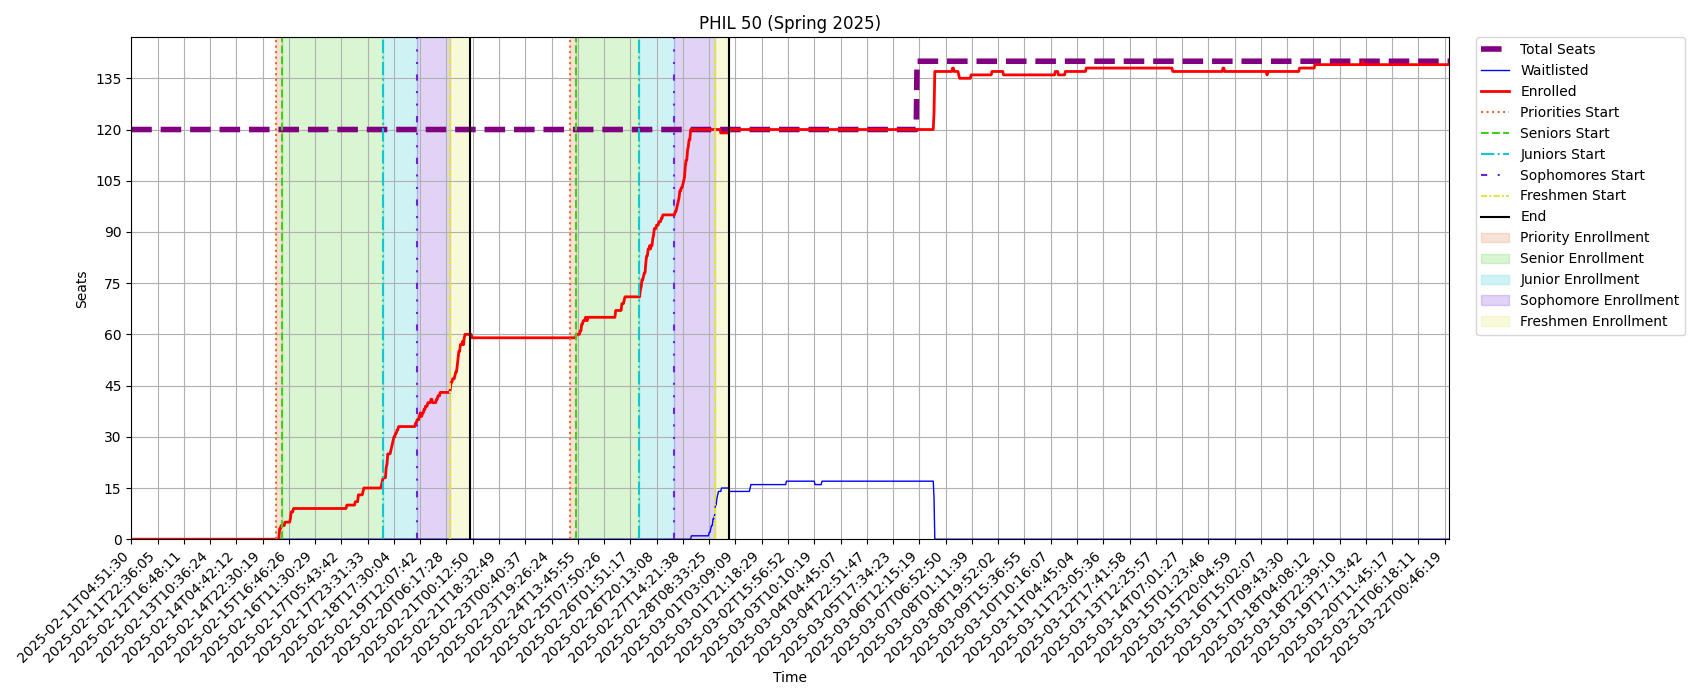 PHIL 50 (Spring 2025)
Seats
135
120
105
90
75
60
45
30
15
0
2025-02-11T04:51:30
2025-02-11T22:36:05
2025-02-12T16:48:11
2025-02-13T10:36:24
2025-02-14T04:42:12
2025-02-14T22:30:19
2025-02-15T16:46:26
2025-02-16T11:30:29
2025-02-17T05:43:42
2025-02-17T23:31:33
2025-02-18T17:30:04
2025-02-19T12:07:42
2025-02-20T06:17:28
2025-02-21T00:12:50
2025-02-21T18:32:49
2025-02-23T00:40:37
2025-02-23T19:26:24
2025-02-24T13:45:55
2025-02-25T07:50:26
2025-02-26T01:51:17
2025-02-26T20:13:08
2025-02-27T14:21:38
2025-02-28T08:33:25
2025-03-01T03:09:09
2025-03-01T21:18:29
2025-03-02T15:56:52
2025-03-03T10:10:19
2025-03-04T04:45:07
2025-03-04T22:51:47
2025-03-05T17:34:23
2025-03-06T12:15:19
2025-03-07T06:52:50
2025-03-08T01:11:39
2025-03-08T19:52:02
2025-03-09T15:36:55
2025-03-10T10:16:07
2025-03-11T04:45:04
2025-03-11T23:05:36
2025-03-12T17:41:58
2025-03-13T12:25:57
2025-03-14T07:01:27
2025-03-15T01:23:46
2025-03-15T20:04:59
2025-03-16T15:02:07
2025-03-17T09:43:30
2025-03-18T04:08:12
2025-03-18T22:39:10
2025-03-19T17:13:42
2025-03-20T11:45:17
2025-03-21T06:18:11
2025-03-22T00:46:19
Time
Total Seats
Waitlisted
Enrolled
Priorities Start
Seniors Start
Juniors Start
Sophomores Start
Freshmen Start
End
Priority Enrollment
Senior Enrollment
Junior Enrollment
Sophomore Enrollment
Freshmen Enrollment